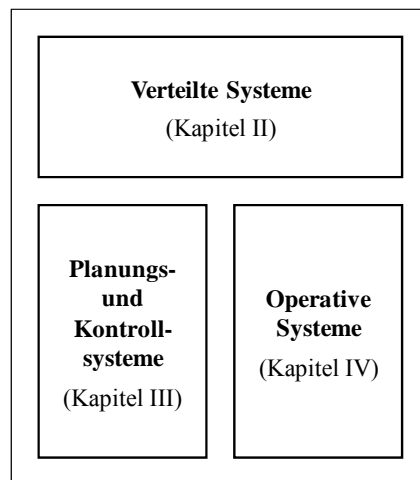 Verteilte Systeme
(Kapitel II)
Planungs-
und
Kontroll-
systeme
(Kapitel III)
Operative
Systeme
(Kapitel IV)